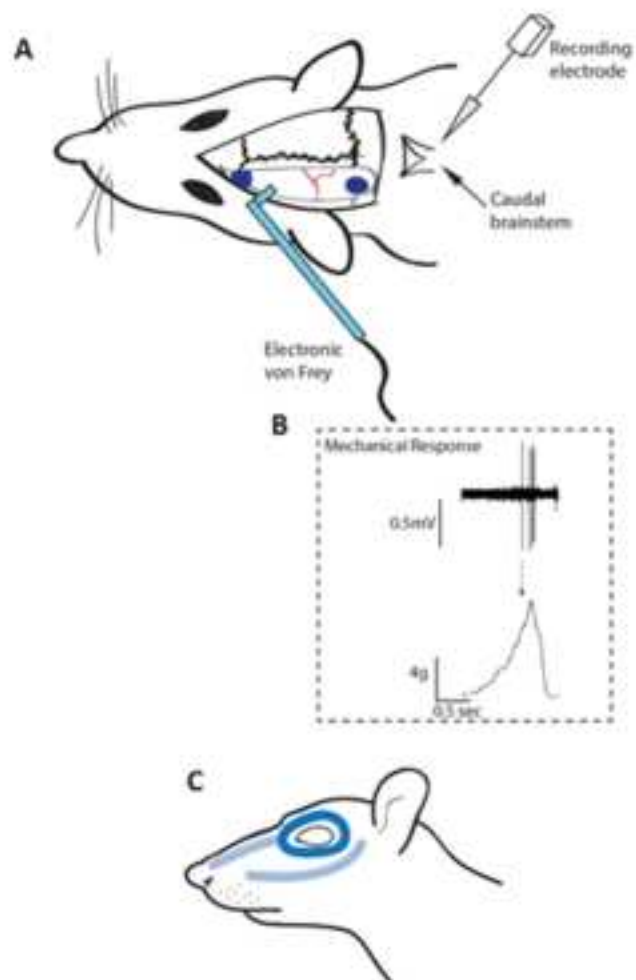 A
Recording
electrode
Caudal
brainstem
Electronic
von Frey
B
Mechanical Response
0.5mV
4g
0.5 sec
C